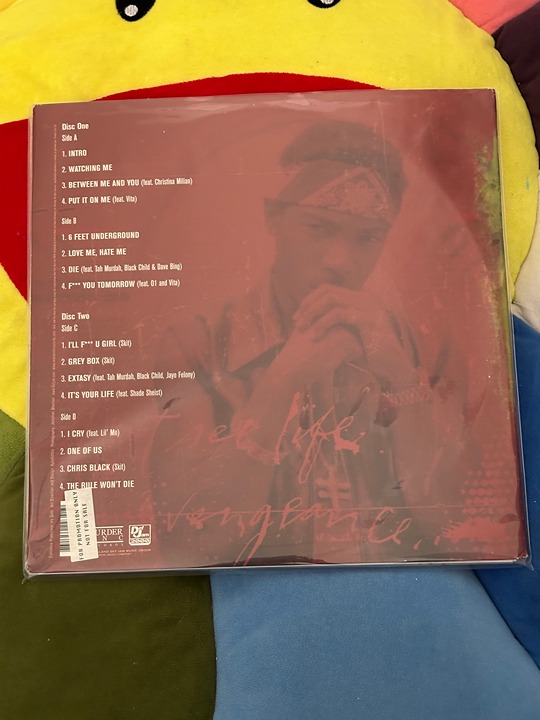 Disc One
Side A
1. INTRO
2. WATCHING ME
3. BETWEEN ME AND YOU (feat. Christina Milian)
4. PUT IT ON ME (feat. Vita)
Side B
1. 6 FEET UNDERGROUND
2. LOVE ME, HATE ME
3. DIE (feat. Tah Murdah, Black Child & Dave Bing)
4. F*** YOU TOMORROW (feat. 01 and Vita)
Disc Two
Side C
1. I'LL F*** U GIRL (Skit)
2. GREY BOX (Skit)
3. EXTASY (feat. Tah Murdah, Black Child, Jayo Felony)
4. IT'S YOUR LIFE (feat. Shade Sheist)
Side D
1. I CRY (feat. Lil' Mo)
2. ONE OF US
3. CHRIS BLACK (Skit)
4. THE RULE WON'T DIE
life
vengeance.
FOR PROMOTION ONLY
NOT FOR SALE
URDER
INC
RECORDS
Def Jam